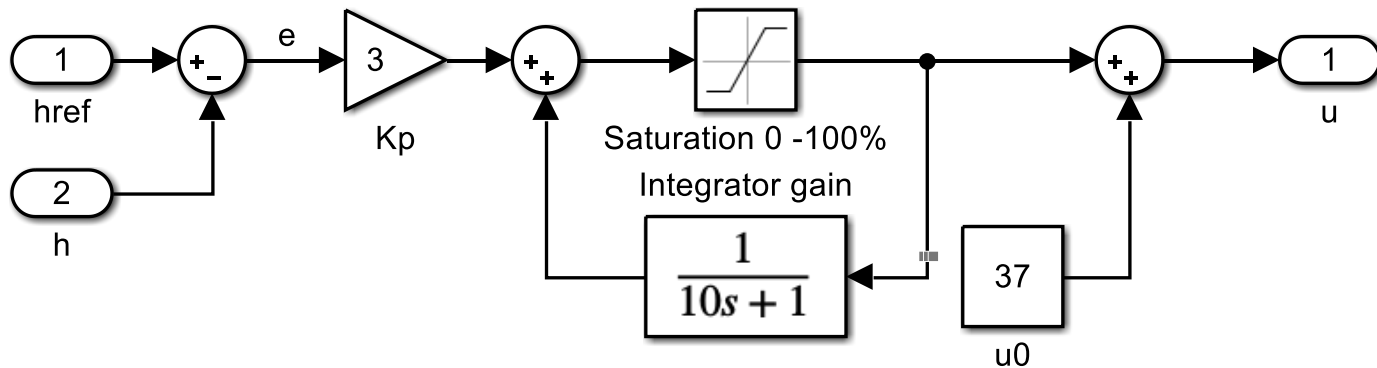 1
href
2
h
e
3
Kp
Saturation 0 -100%
Integrator gain
1
10s + 1
37
u0
1
u
+
−
+
+
+
+